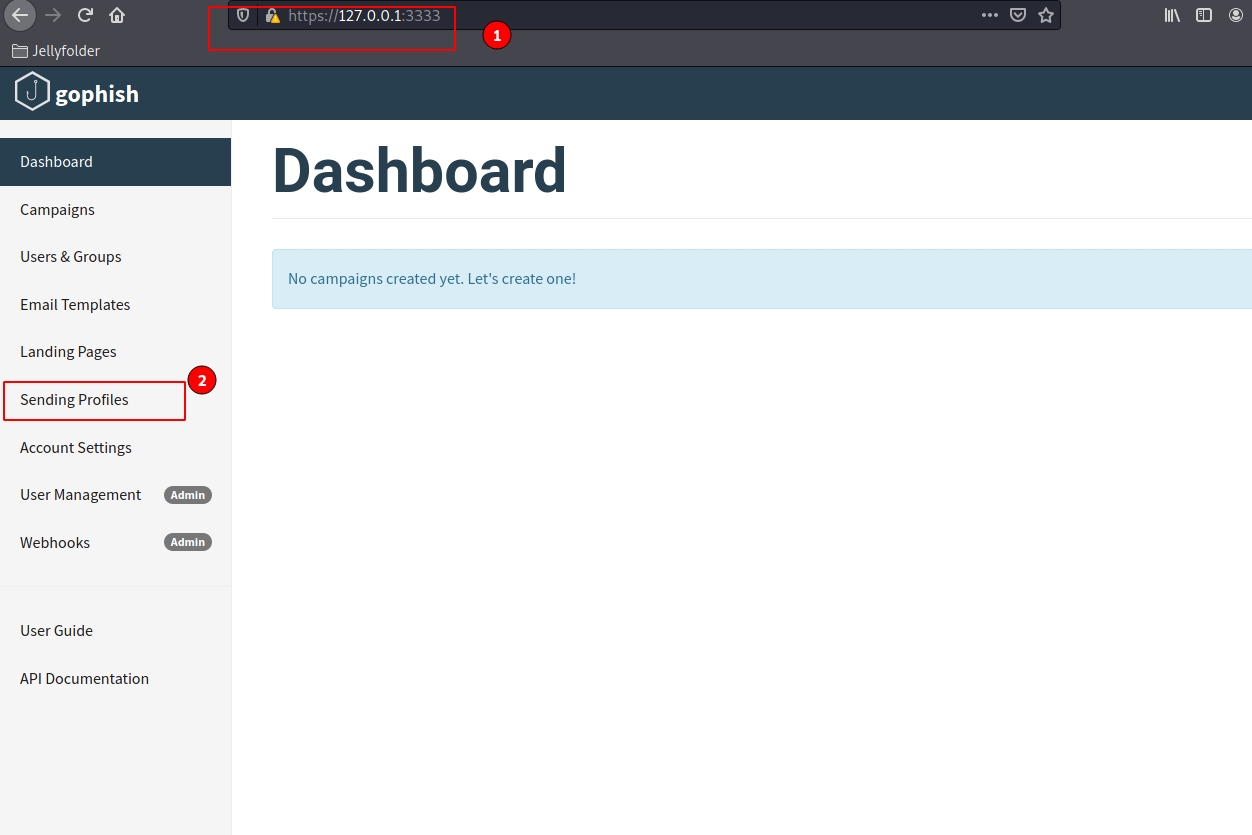 https://127.0.0.1:3333
1
Jellyfolder
gophish
Dashboard
Campaigns
Users & Groups
Email Templates
Landing Pages
Sending Profiles
2
Account Settings
User Management Admin
Webhooks Admin
User Guide
API Documentation
Dashboard
No campaigns created yet. Let's create one!